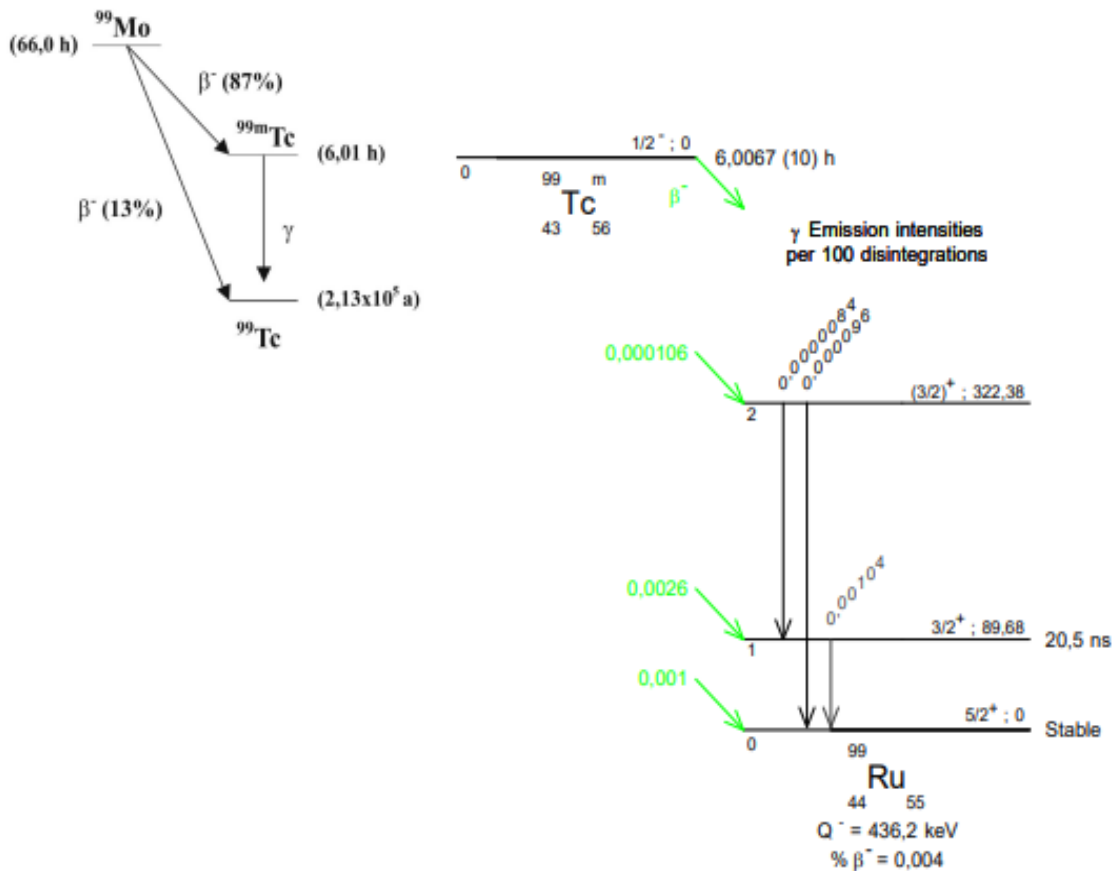 ⁹⁹Mo
(66,0 h)
β⁻ (87%)
⁹⁹ᵐTc
(6,01 h)
β⁻ (13%)
γ
(2,13x10⁵ a)
⁹⁹Tc
1/2⁻ ; 0
6,0067 (10) h
0
99 m
Tc
43 56
β⁻
γ Emission intensities
per 100 disintegrations
0,0000084
0,000096
0,000106
(3/2)⁺ ; 322,38
2
0,00104
0,0026
3/2⁺ ; 89,68
20,5 ns
1
0,001
5/2⁺ ; 0
Stable
0
99
Ru
44 55
Q⁻ = 436,2 keV
% β⁻ = 0,004